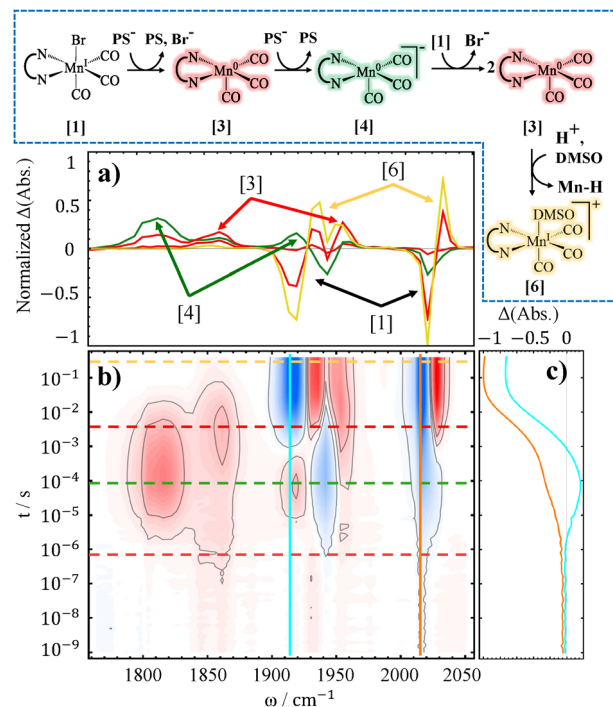 Br
PS⁻ PS, Br⁻ PS⁻ PS [1] Br⁻
N N Mnᴵ CO CO CO
N N Mn⁰ CO CO CO
N N Mn⁰ CO CO CO ⁻
2 N N Mn⁰ CO CO CO
[1] [3] [4] [3]
H⁺,
DMSO
Mn-H
DMSO +
N N Mnᴵ CO CO CO
[6]
a)
Normalized Δ(Abs.)
1
0.5
0
−0.5
−1
[3]
[6]
[4]
[1]
b)
t / s
10⁻¹
10⁻²
10⁻³
10⁻⁴
10⁻⁵
10⁻⁶
10⁻⁷
10⁻⁸
10⁻⁹
1800 1850 1900 1950 2000 2050
ω / cm⁻¹
Δ(Abs.)
−1 −0.5 0
c)